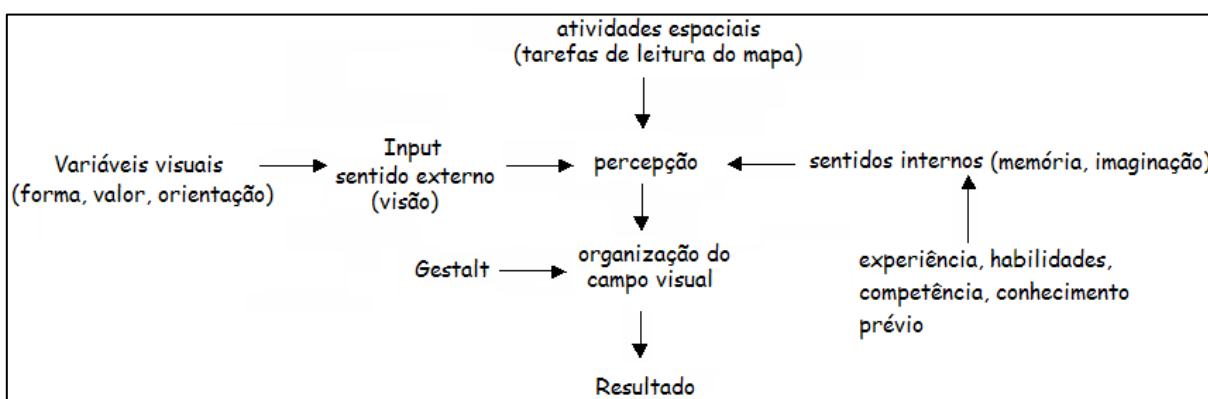 atividades espaciais
(tarefas de leitura do mapa)
Variáveis visuais
(forma, valor, orientação)
Input
sentido externo
(visão)
percepção
sentidos internos (memória, imaginação)
Gestalt
organização do
campo visual
experiência, habilidades,
competência, conhecimento
prévio
Resultado